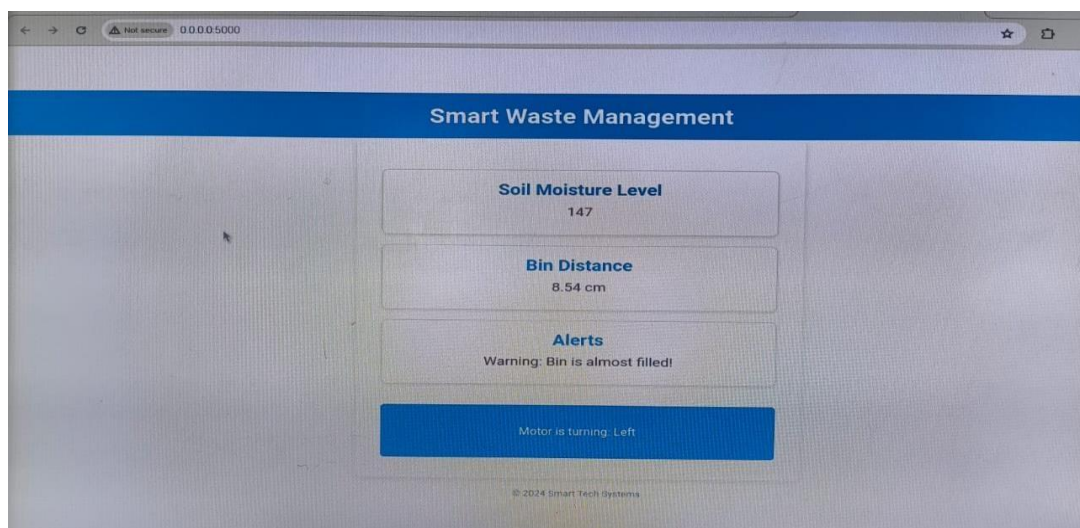 Not secure 0.0.0.0:5000
Smart Waste Management
Soil Moisture Level
147
Bin Distance
8.54 cm
Alerts
Warning: Bin is almost filled!
Motor is turning: Left
© 2024 Smart Tech Systems